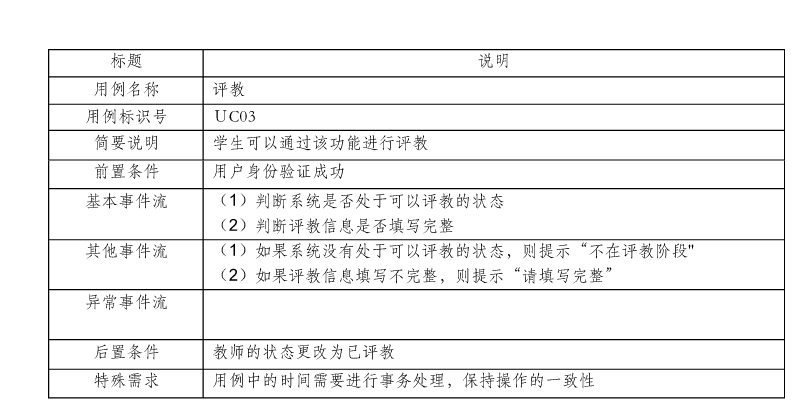 标题 说明
用例名称 评教
用例标识号 UC03
简要说明 学生可以通过该功能进行评教
前置条件 用户身份验证成功
基本事件流 （1）判断系统是否处于可以评教的状态
（2）判断评教信息是否填写完整
其他事件流 （1）如果系统没有处于可以评教的状态，则提示“不在评教阶段"
（2）如果评教信息填写不完整，则提示“请填写完整”
异常事件流
后置条件 教师的状态更改为已评教
特殊需求 用例中的时间需要进行事务处理，保持操作的一致性